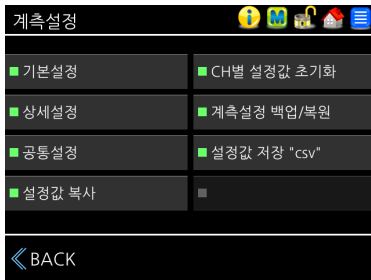 계측설정
M
기본설정
CH별 설정값 초기화
상세설정
계측설정 백업/복원
공통설정
설정값 저장 "csv"
설정값 복사
BACK